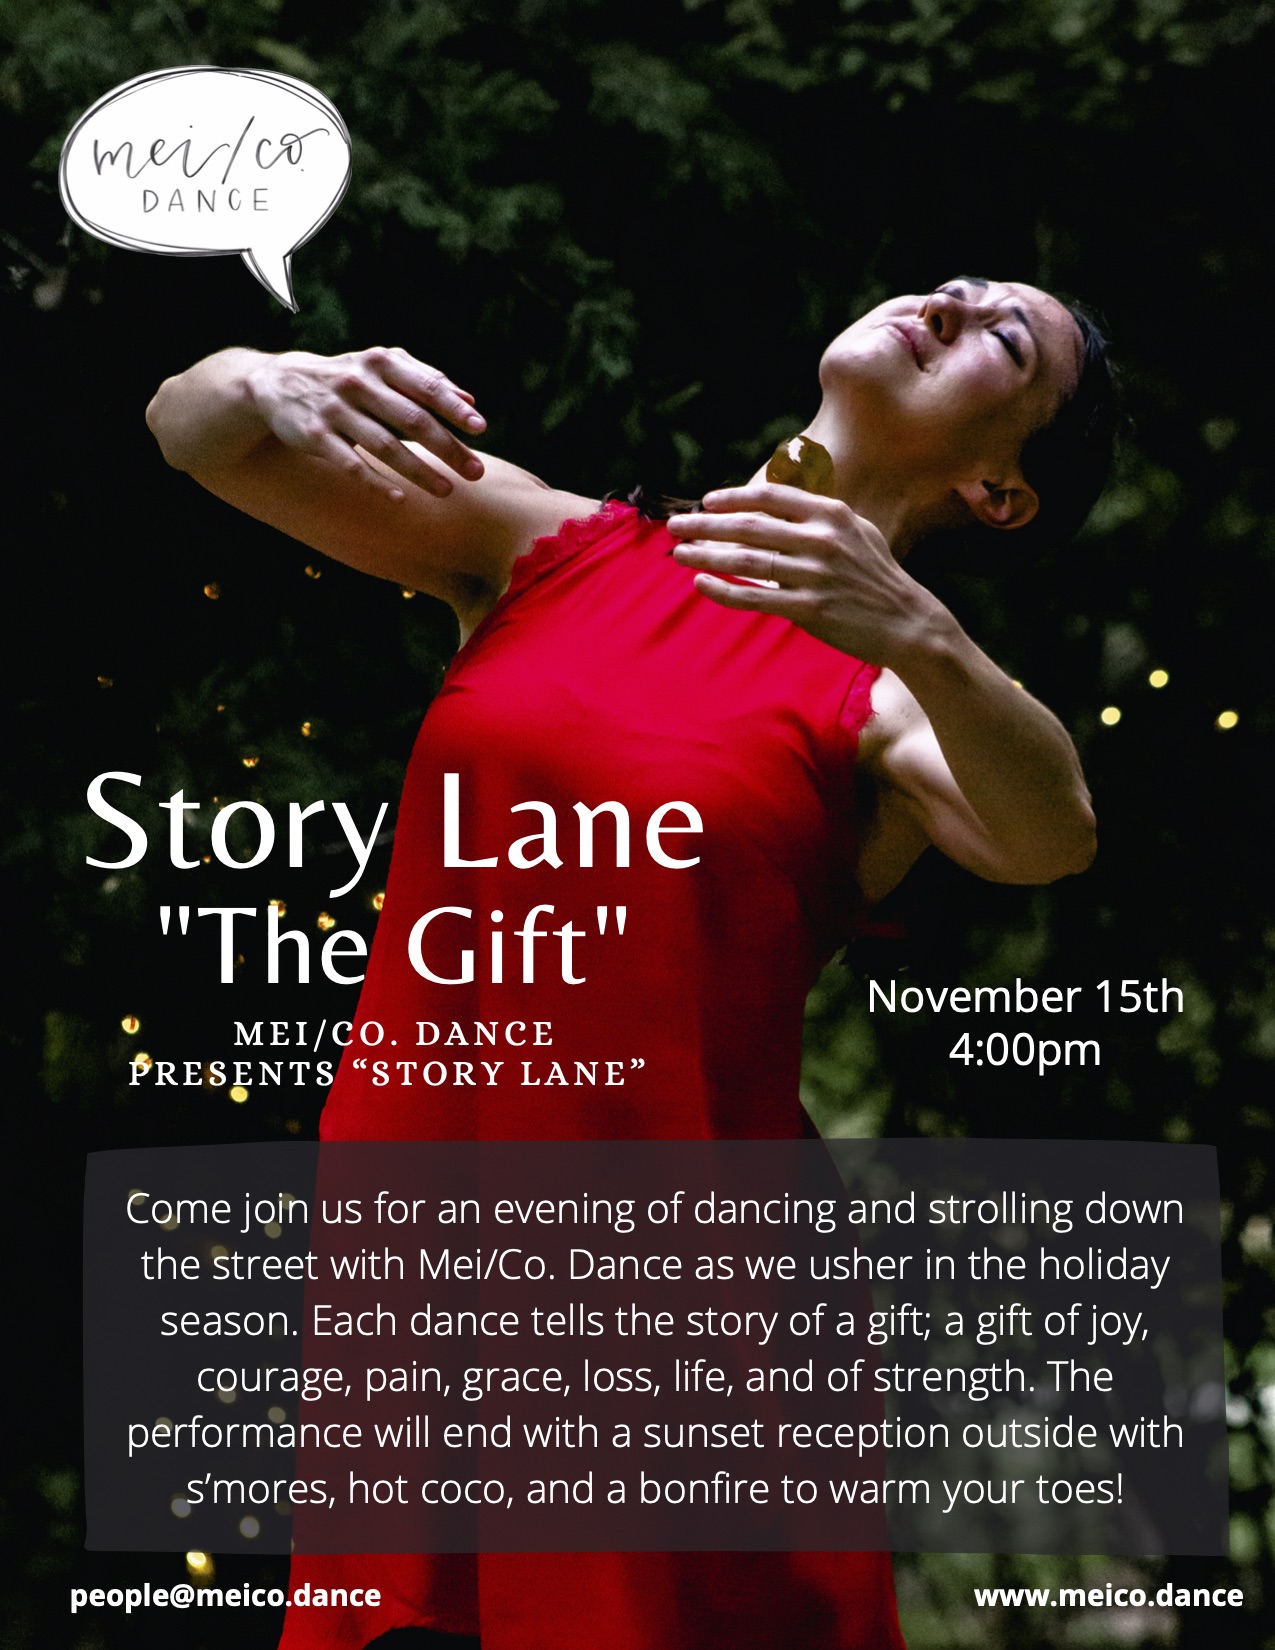 mei/co.
DANCE
Story Lane
"The Gift"
MEI/CO. DANCE
PRESENTS “STORY LANE”
November 15th
4:00pm
Come join us for an evening of dancing and strolling down
the street with Mei/Co. Dance as we usher in the holiday
season. Each dance tells the story of a gift; a gift of joy,
courage, pain, grace, loss, life, and of strength. The
performance will end with a sunset reception outside with
s’mores, hot coco, and a bonfire to warm your toes!
people@meico.dance
www.meico.dance